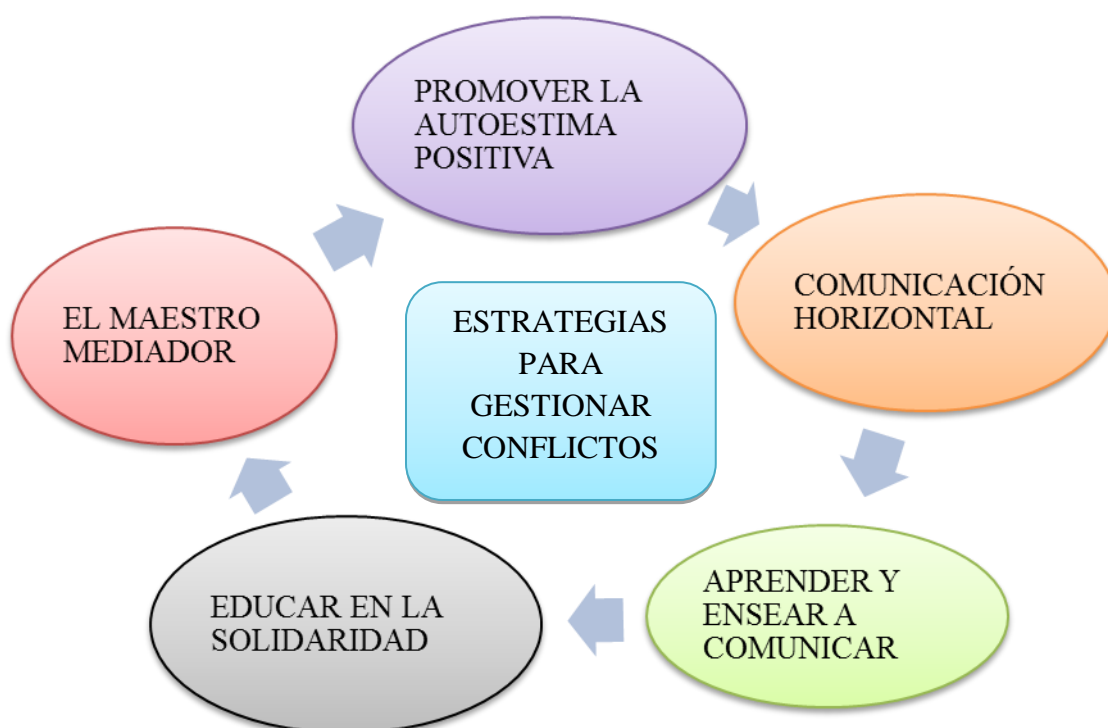 PROMOVER LA
AUTOESTIMA
POSITIVA
COMUNICACIÓN
HORIZONTAL
APRENDER Y
ENSEAR A
COMUNICAR
EDUCAR EN LA
SOLIDARIDAD
EL MAESTRO
MEDIADOR
ESTRATEGIAS
PARA
GESTIONAR
CONFLICTOS